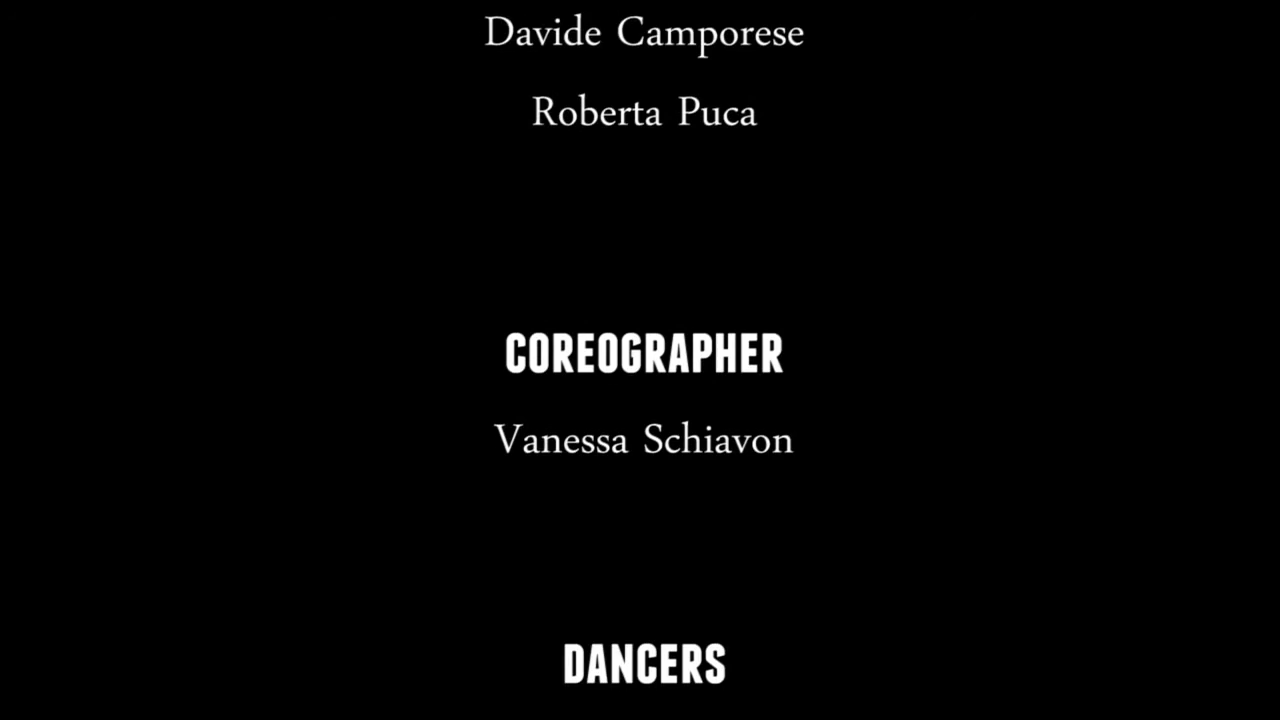 Davide Camporese
Roberta Puca
COREOGRAPHER
Vanessa Schiavon
DANCERS